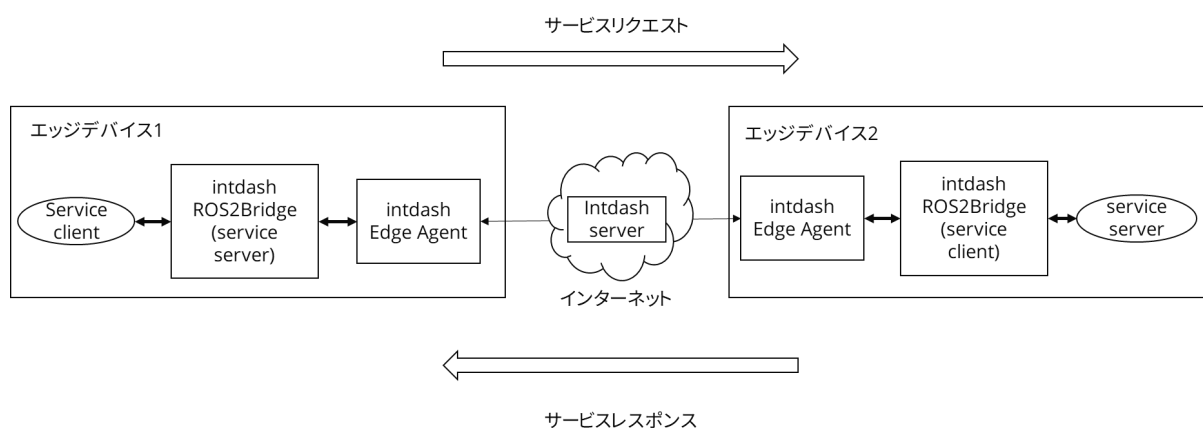 サービスリクエスト
エッジデバイス1
Service
client
intdash
ROS2Bridge
(service
server)
intdash
Edge Agent
Intdash
server
インターネット
エッジデバイス2
intdash
Edge Agent
intdash
ROS2Bridge
(service
client)
service
server
サービスレスポンス